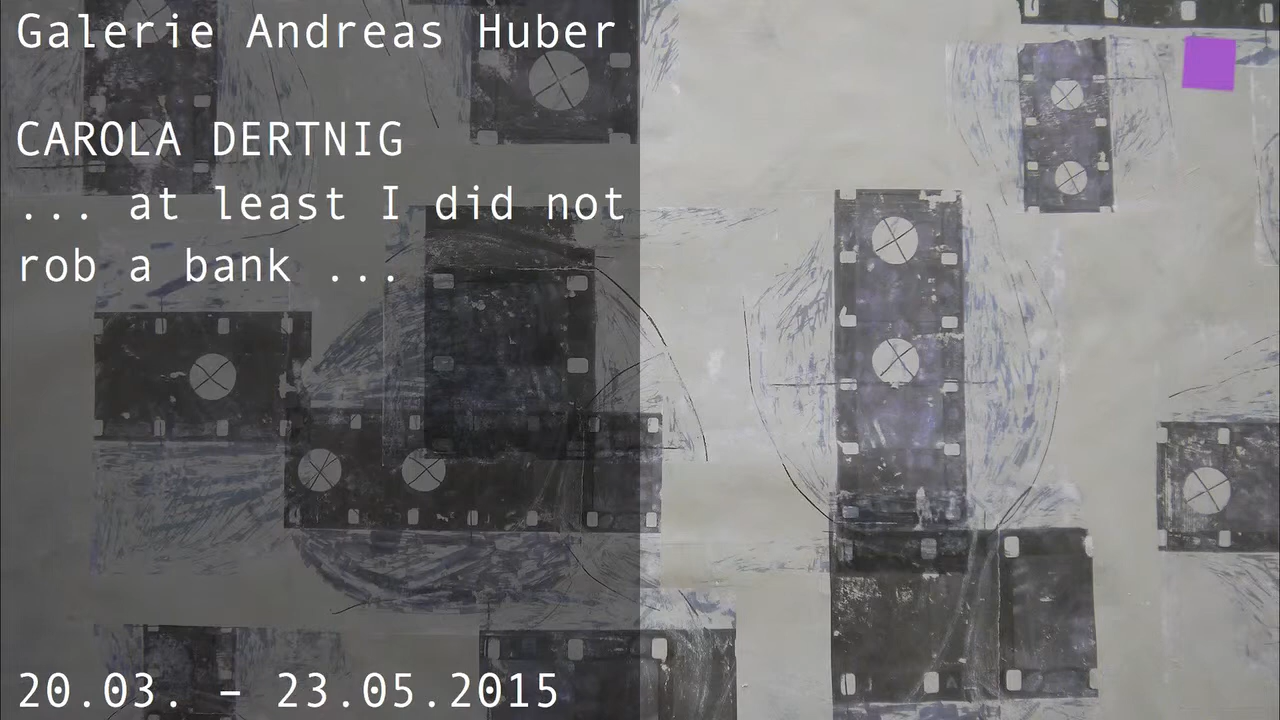 Galerie Andreas Huber
CAROLA DERTNIG
... at least I did not
rob a bank ...
20.03. – 23.05.2015